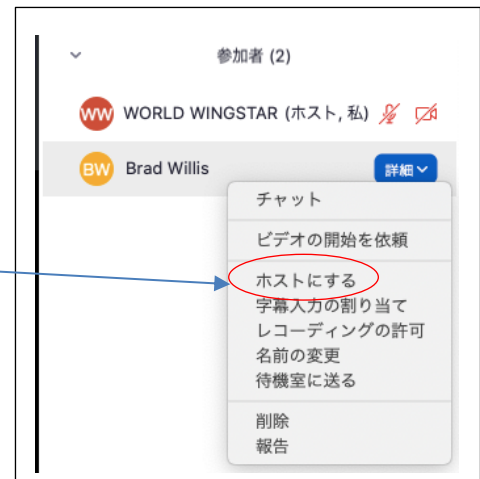 参加者 (2)
WW WORLD WINGSTAR (ホスト, 私)
BW Brad Willis 詳細
チャット
ビデオの開始を依頼
ホストにする
字幕入力の割り当て
レコーディングの許可
名前の変更
待機室に送る
削除
報告